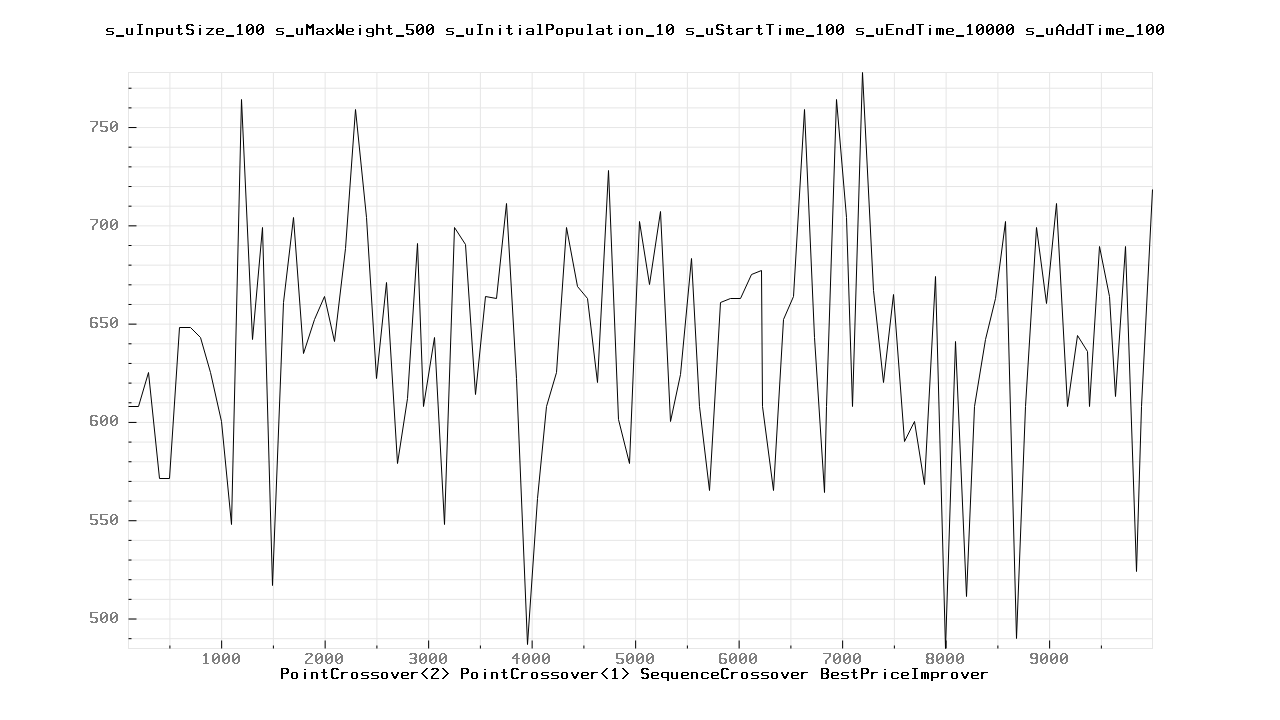 s_uInputSize_100 s_uMaxWeight_500 s_uInitialPopulation_10 s_uStartTime_100 s_uEndTime_10000 s_uAddTime_100
750
700
650
600
550
500
1000 2000 3000 4000 5000 6000 7000 8000 9000
PointCrossover<2> PointCrossover<1> SequenceCrossover BestPriceImprover